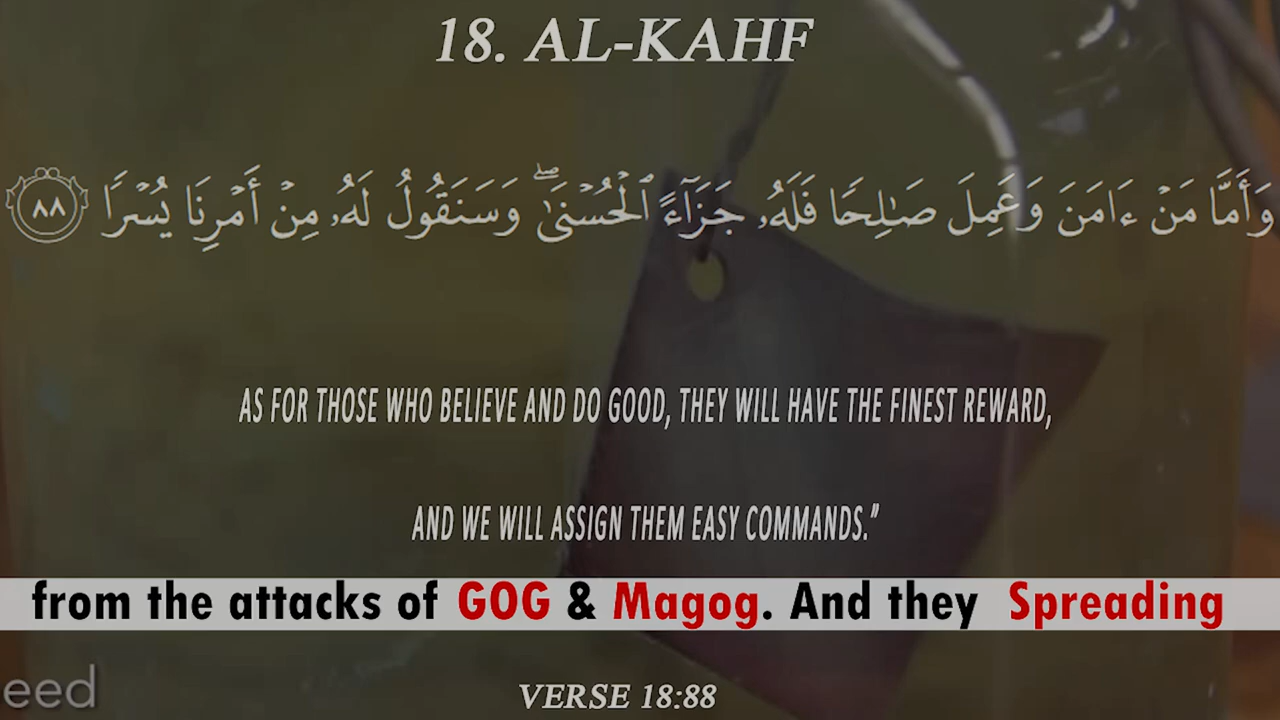 18. AL-KAHF
وَأَمَّا مَنْ ءَامَنَ وَعَمِلَ صَـٰلِحًا فَلَهُۥ جَزَآءً ٱلْحُسْنَىٰ ۖ وَسَنَقُولُ لَهُۥ مِنْ أَمْرِنَا يُسْرًا ٨٨
AS FOR THOSE WHO BELIEVE AND DO GOOD, THEY WILL HAVE THE FINEST REWARD,
AND WE WILL ASSIGN THEM EASY COMMANDS.”
from the attacks of GOG & Magog. And they Spreading
eed
VERSE 18:88